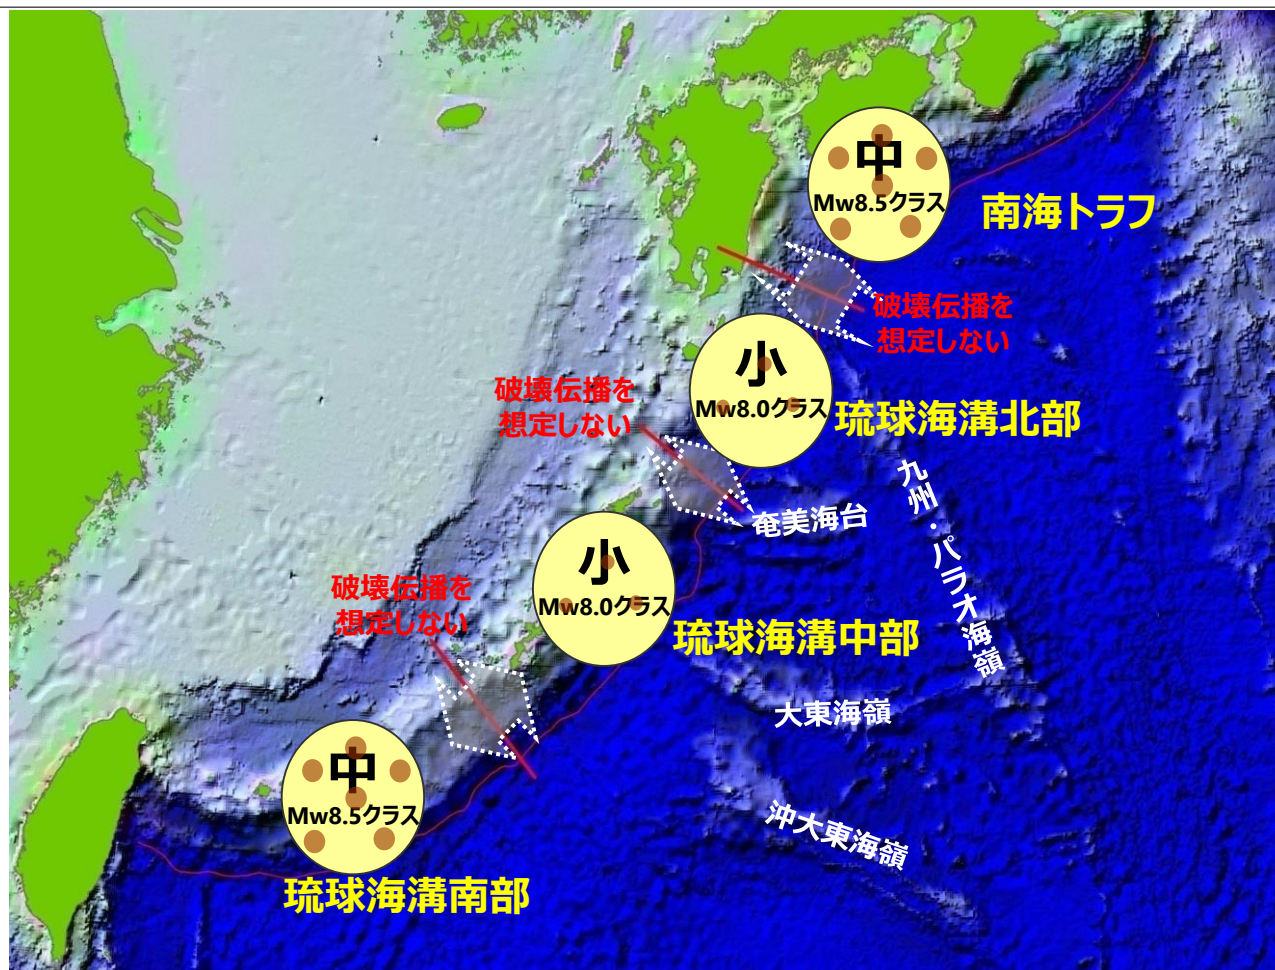 中
Mw8.5クラス
南海トラフ
破壊伝播を
想定しない
小
Mw8.0クラス
琉球海溝北部
破壊伝播を
想定しない
九州・パラオ海嶺
奄美海台
小
Mw8.0クラス
琉球海溝中部
破壊伝播を
想定しない
大東海嶺
中
Mw8.5クラス
沖大東海嶺
琉球海溝南部